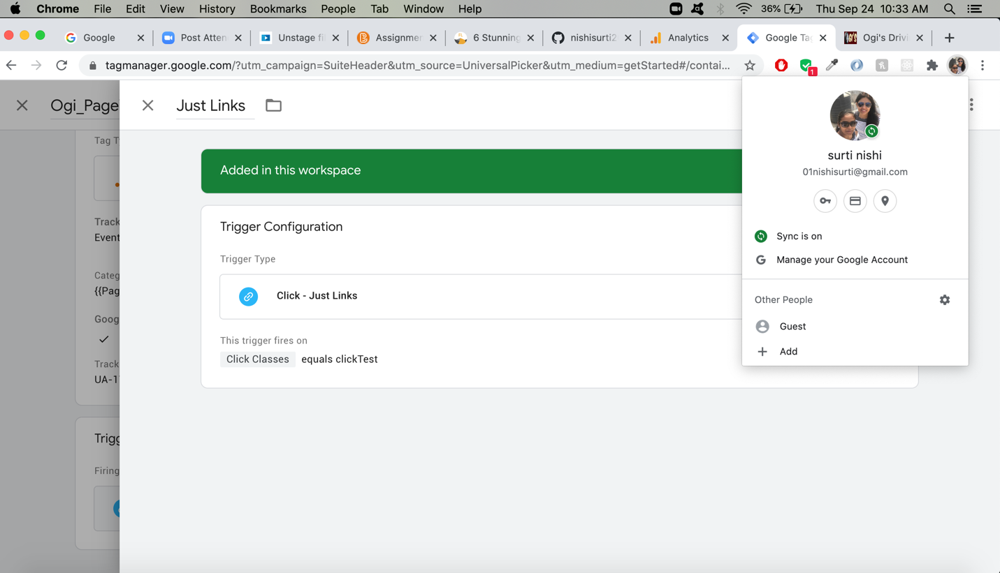 Chrome File Edit View History Bookmarks People Tab Window Help 36% Thu Sep 24 10:33 AM
Google Post Atten Unstage fi Assignmen 6 Stunning nishisurti2 Analytics Google Ta Ogi's Drivi
tagmanager.google.com/?utm_campaign=SuiteHeader&utm_source=UniversalPicker&utm_medium=getStarted#/contai... 1
Ogi_Page
Just Links
Added in this workspace
Trigger Configuration
Trigger Type
Click - Just Links
This trigger fires on
Click Classes equals clickTest
Tag T
Track
Event
Categ
{{Pag
Goog
Track
UA-1
Trigg
Firing
surti nishi
01nishisurti@gmail.com
Sync is on
G Manage your Google Account
Other People
Guest
Add